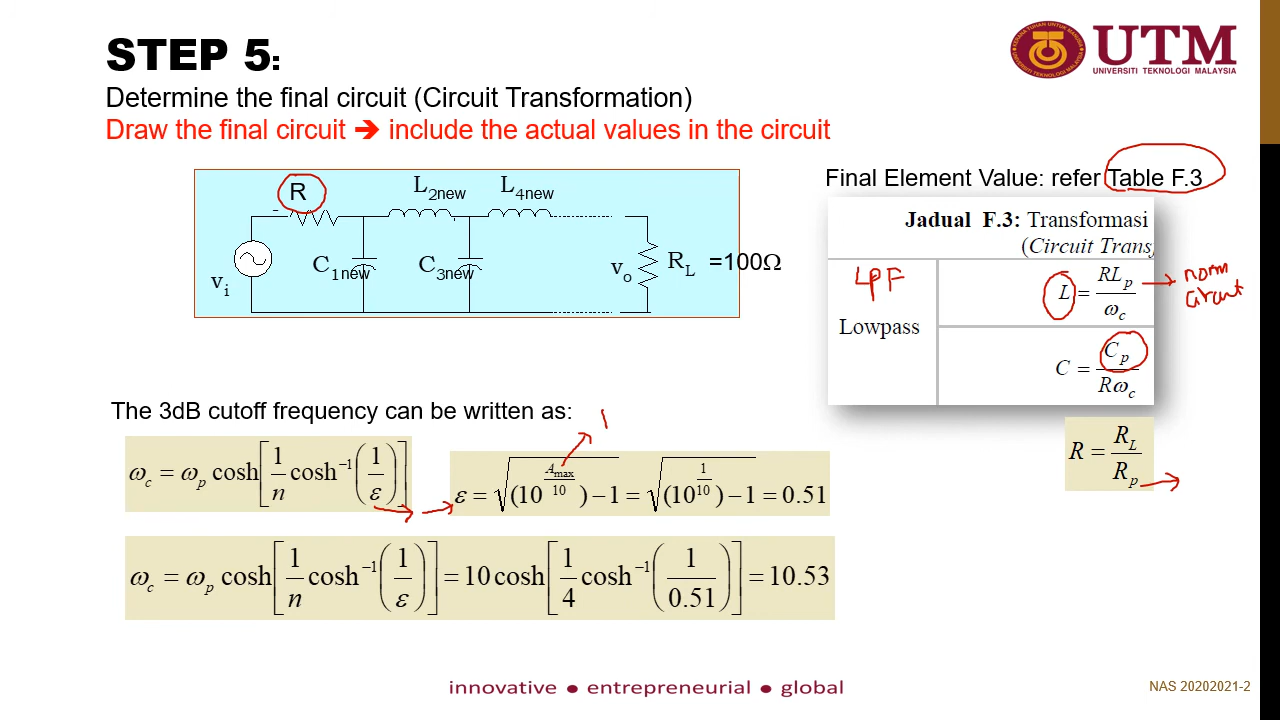 STEP 5:
UTM
UNIVERSITI TEKNOLOGI MALAYSIA
Determine the final circuit (Circuit Transformation)
Draw the final circuit ➔ include the actual values in the circuit
R L2new L4new
C1new C3new
vi vo RL =100Ω
Final Element Value: refer Table F.3
Jadual F.3: Transformasi
(Circuit Trans
LPF
Lowpass
L = RLp / ωc
norm
circuit
C = Cp / Rωc
R = RL / Rp
The 3dB cutoff frequency can be written as:
1
ωc = ωp cosh[1/n cosh⁻¹(1/ε)]
ε = √(10^(Amax/10)) − 1 = √(10^(1/10)) − 1 = 0.51
ωc = ωp cosh[1/n cosh⁻¹(1/ε)] = 10 cosh[1/4 cosh⁻¹(1/0.51)] = 10.53
innovative ● entrepreneurial ● global
NAS 20202021-2